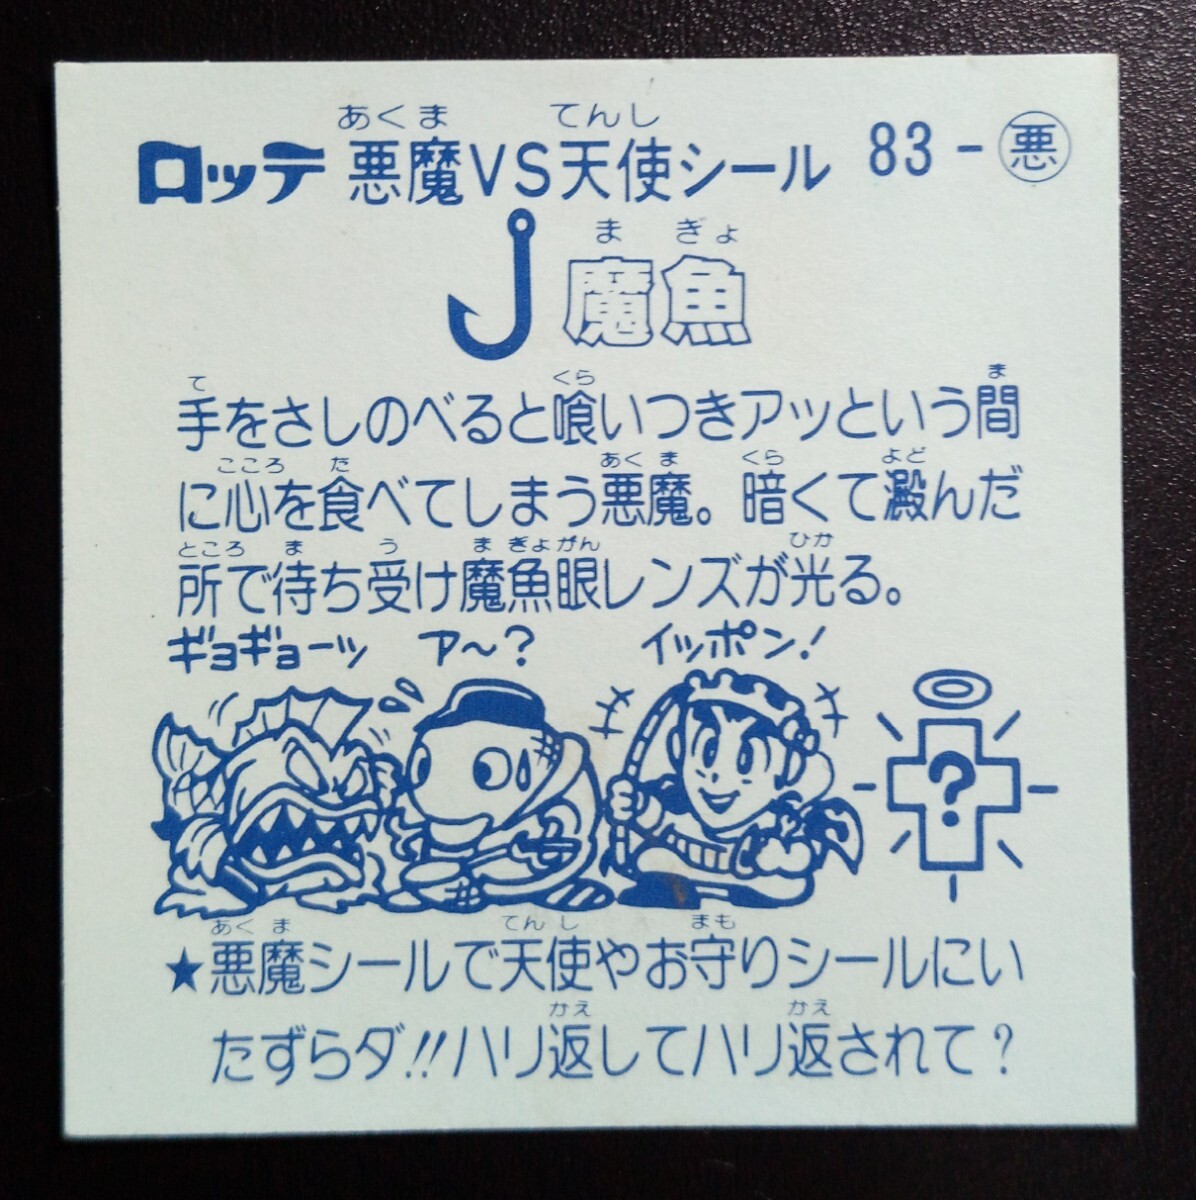 ロッテ 悪魔VS天使シール 83-悪
あくま てんし
魔魚
ま ぎょ
手をさしのべると喰いつきアッという間
て くら ま
に心を食べてしまう悪魔。暗くて澱んだ
こころ た あくま くら よど
所で待ち受け魔魚眼レンズが光る。
ところ ま う まぎょがん ひか
ギョギョーッ ア〜? イッポン!
?
★悪魔シールで天使やお守りシールにい
あくま てんし まも
たずらダ!!ハリ返してハリ返されて?
かえ かえ